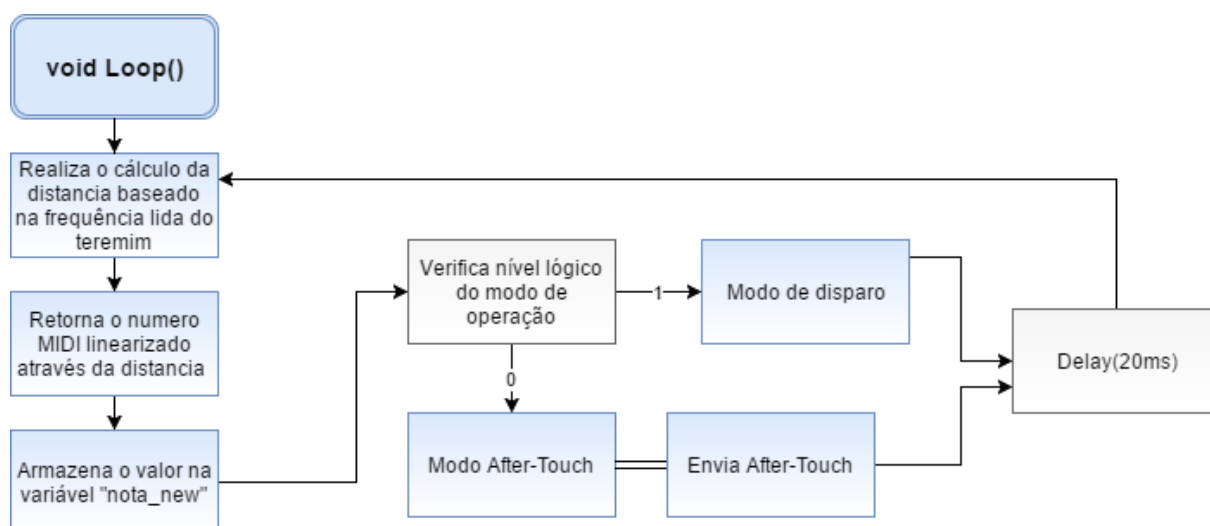 void Loop()
Realiza o cálculo da
distancia baseado
na frequência lida do
teremim
Retorna o numero
MIDI linearizado
através da distancia
Armazena o valor na
variável "nota_new"
Verifica nível lógico
do modo de
operação
1
Modo de disparo
0
Modo After-Touch
Envia After-Touch
Delay(20ms)